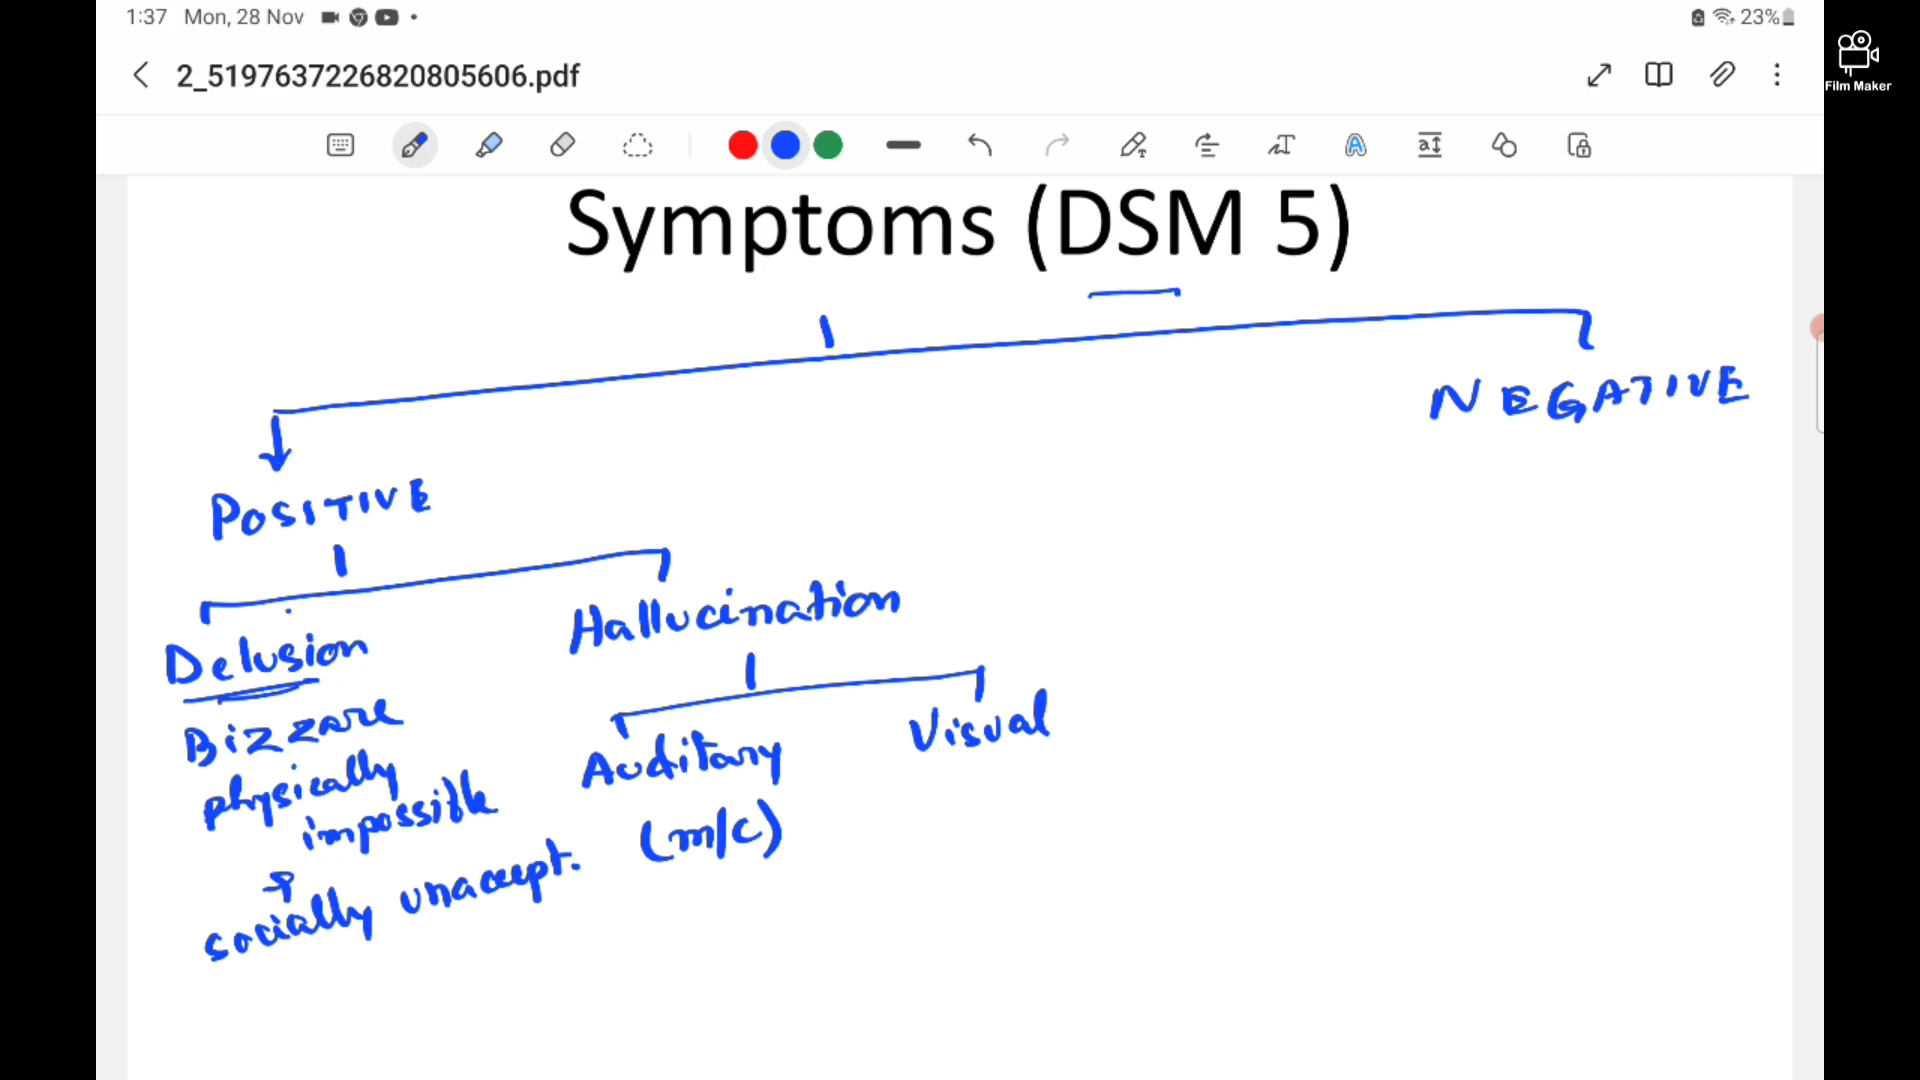 1:37 Mon, 28 Nov
23%
Film Maker
2_5197637226820805606.pdf
Symptoms (DSM 5)
NEGATIVE
POSITIVE
Hallucination
Delusion
Bizzare
physically
impossible
&
socially unaccept.
Auditary
(m/c)
Visual